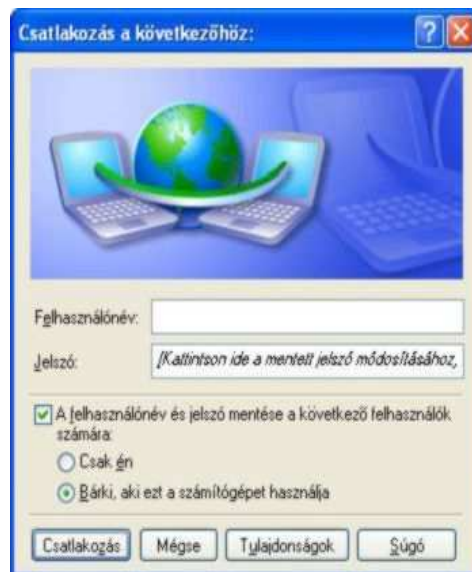 Csatlakozás a következőhöz:
Felhasználónév:
Jelszó: [Kattintson ide a mentett jelsző módosításához,
A felhasználónév és jelszó mentése a következő felhasználók
számára:
Csak én
Bárki, aki ezt a számítógépet használja
Csatlakozás Mégse Tulajdonságok Súgó